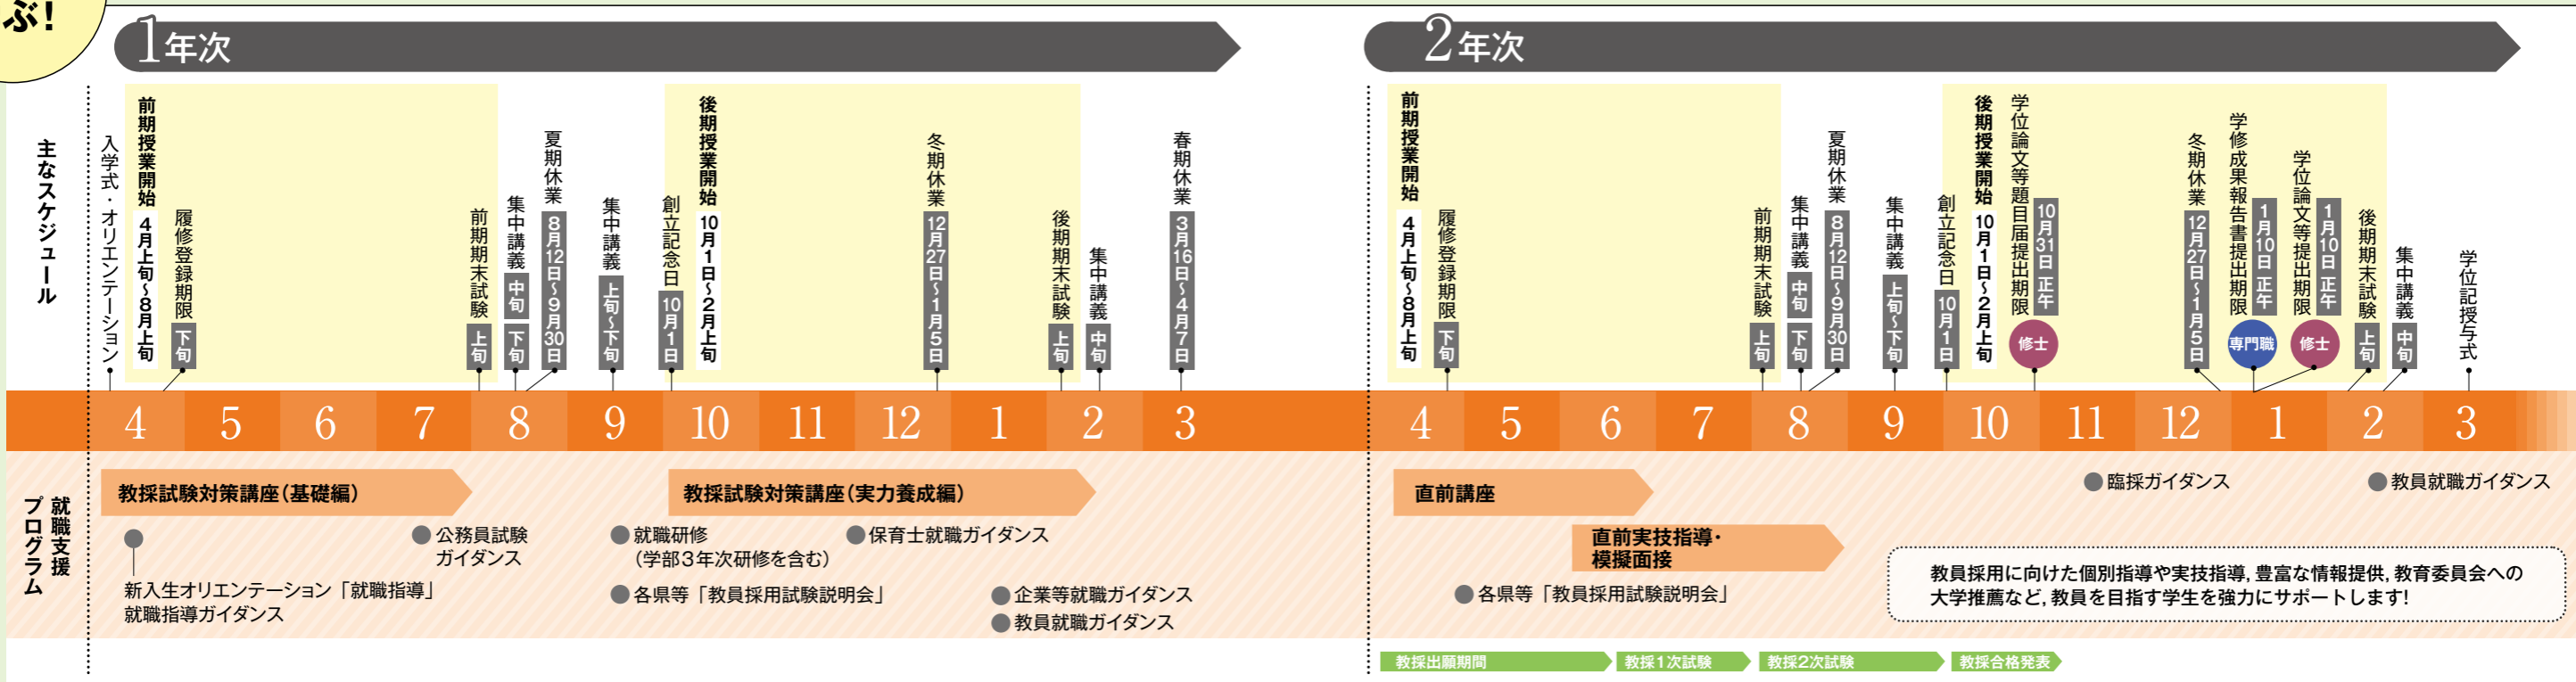 ぶ!
1年次
2年次
主なスケジュール
入学式・オリエンテーション
前期授業開始 4月上旬~8月上旬
履修登録期限 下旬
前期期末試験 上旬
集中講義 中旬 下旬
夏期休業 8月12日~9月30日
集中講義 上旬~下旬
創立記念日 10月1日
後期授業開始 10月1日~2月上旬
冬期休業 12月27日~1月5日
後期期末試験 上旬
集中講義 中旬
春期休業 3月16日~4月7日
前期授業開始 4月上旬~8月上旬
履修登録期限 下旬
前期期末試験 上旬
集中講義 中旬 下旬
夏期休業 8月12日~9月30日
集中講義 上旬~下旬
創立記念日 10月1日
後期授業開始 10月1日~2月上旬
学位論文等題目届提出期限 10月31日 正午 修士
冬期休業 12月27日~1月5日
学修成果報告書提出期限 1月10日 正午 専門職
学位論文等提出期限 1月10日 正午 修士
後期期末試験 上旬
集中講義 中旬
学位記授与式
4 5 6 7 8 9 10 11 12 1 2 3
4 5 6 7 8 9 10 11 12 1 2 3
就職支援
プログラム
教採試験対策講座(基礎編)
教採試験対策講座(実力養成編)
●公務員試験
ガイダンス
●就職研修
(学部3年次研修を含む)
●保育士就職ガイダンス
新入生オリエンテーション「就職指導」
就職指導ガイダンス
●各県等「教員採用試験説明会」
●企業等就職ガイダンス
●教員就職ガイダンス
直前講座
直前実技指導・
模擬面接
●各県等「教員採用試験説明会」
●臨採ガイダンス
●教員就職ガイダンス
教員採用に向けた個別指導や実技指導,豊富な情報提供,教育委員会への
大学推薦など,教員を目指す学生を強力にサポートします!
教採出願期間
教採1次試験
教採2次試験
教採合格発表